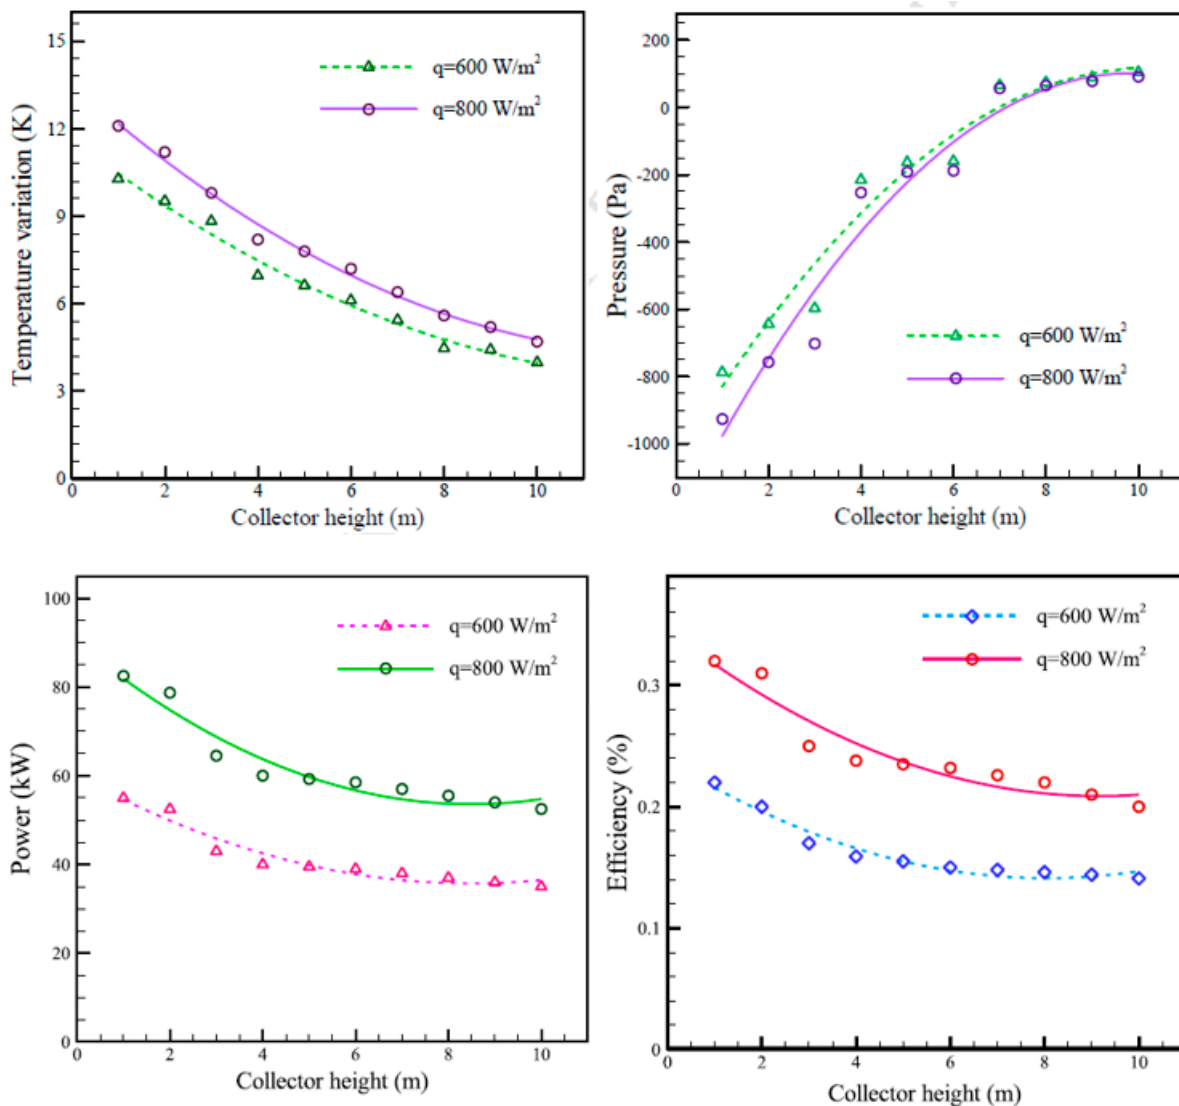 15
12
9
6
3
0
Temperature variation (K)
q=600 W/m²
q=800 W/m²
0 2 4 6 8 10
Collector height (m)
200
0
-200
-400
-600
-800
-1000
Pressure (Pa)
q=600 W/m²
q=800 W/m²
0 2 4 6 8 10
Collector height (m)
100
80
60
40
20
0
Power (kW)
q=600 W/m²
q=800 W/m²
0 2 4 6 8 10
Collector height (m)
0.3
0.2
0.1
0
Efficiency (%)
q=600 W/m²
q=800 W/m²
0 2 4 6 8 10
Collector height (m)